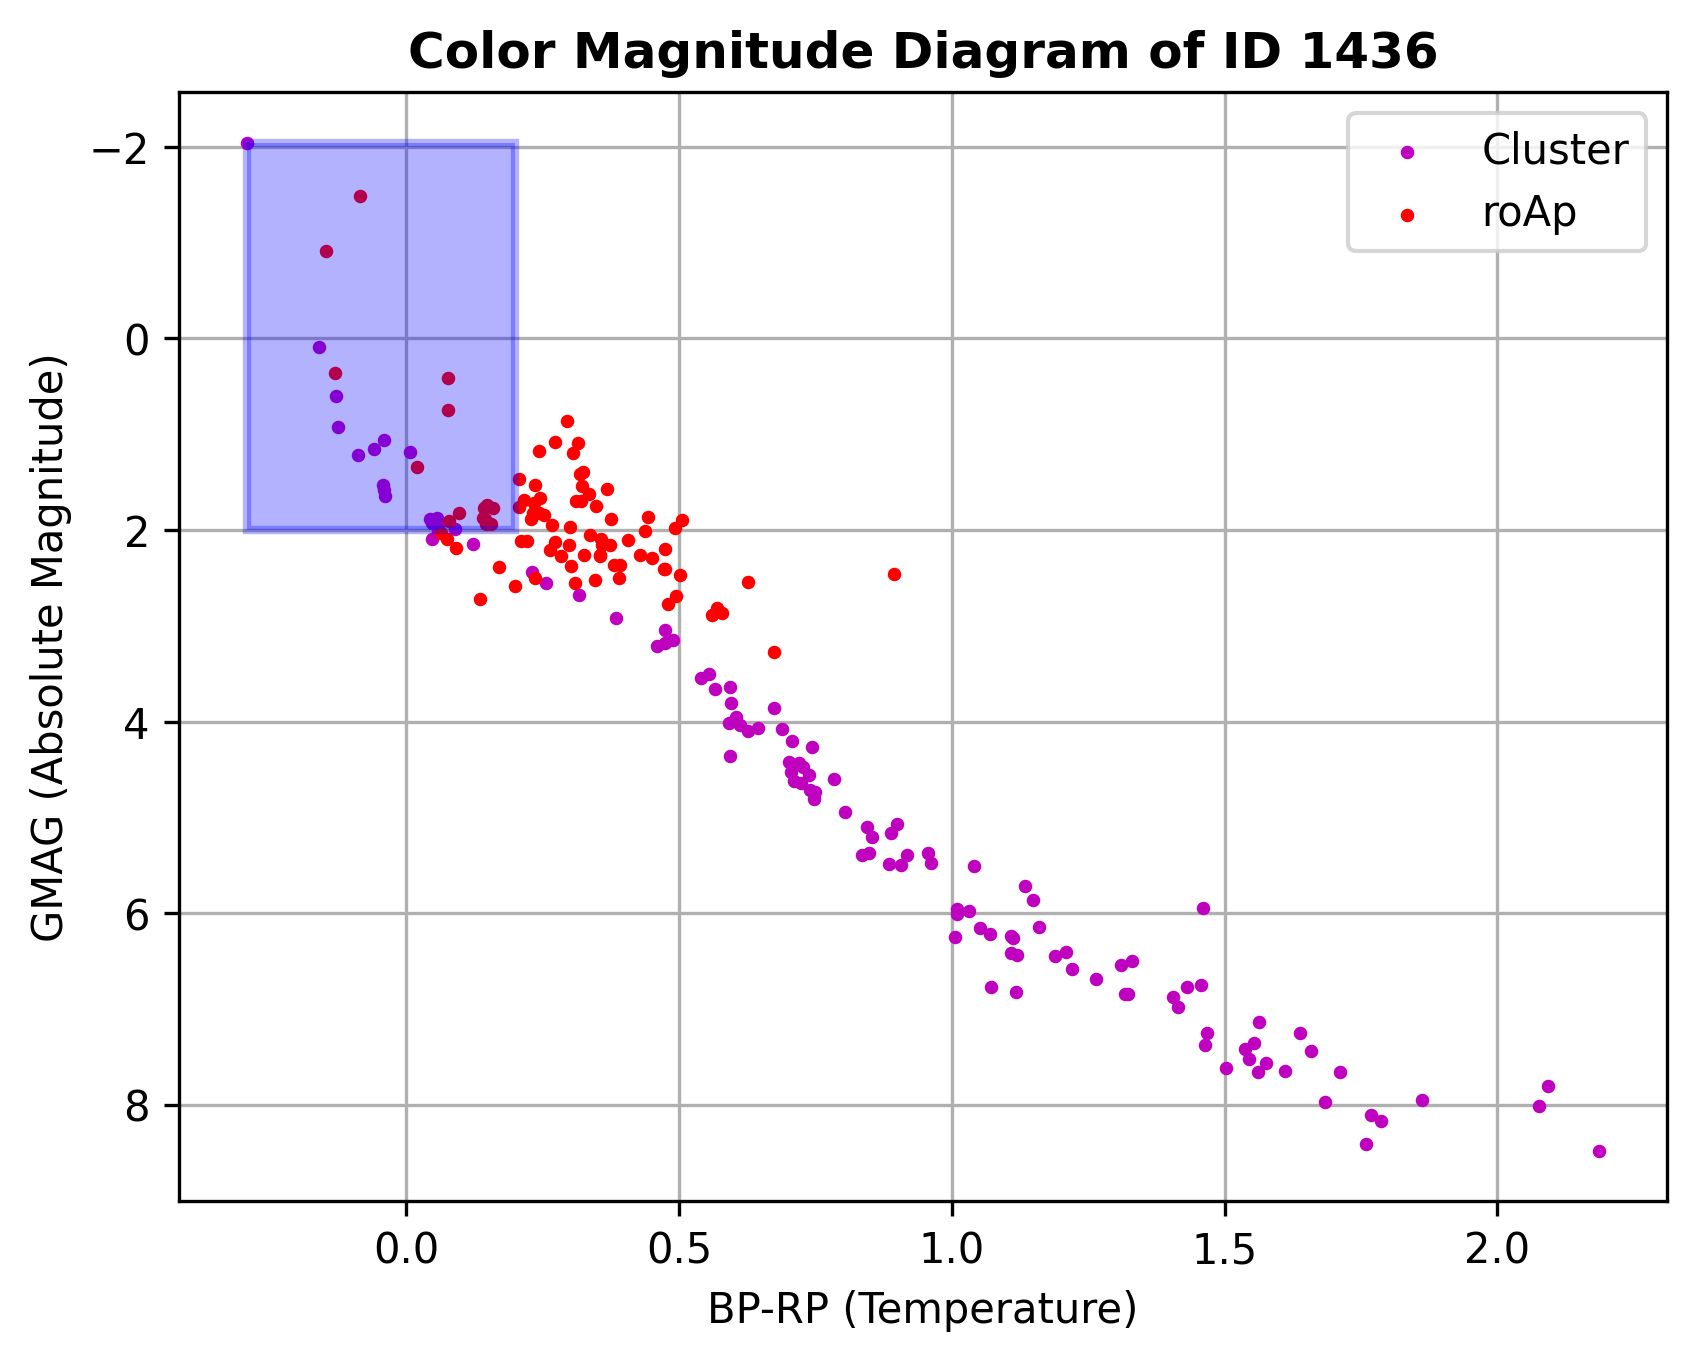 Color Magnitude Diagram of ID 1436
Cluster
roAp
GMAG (Absolute Magnitude)
−2
0
2
4
6
8
0.0 0.5 1.0 1.5 2.0
BP-RP (Temperature)